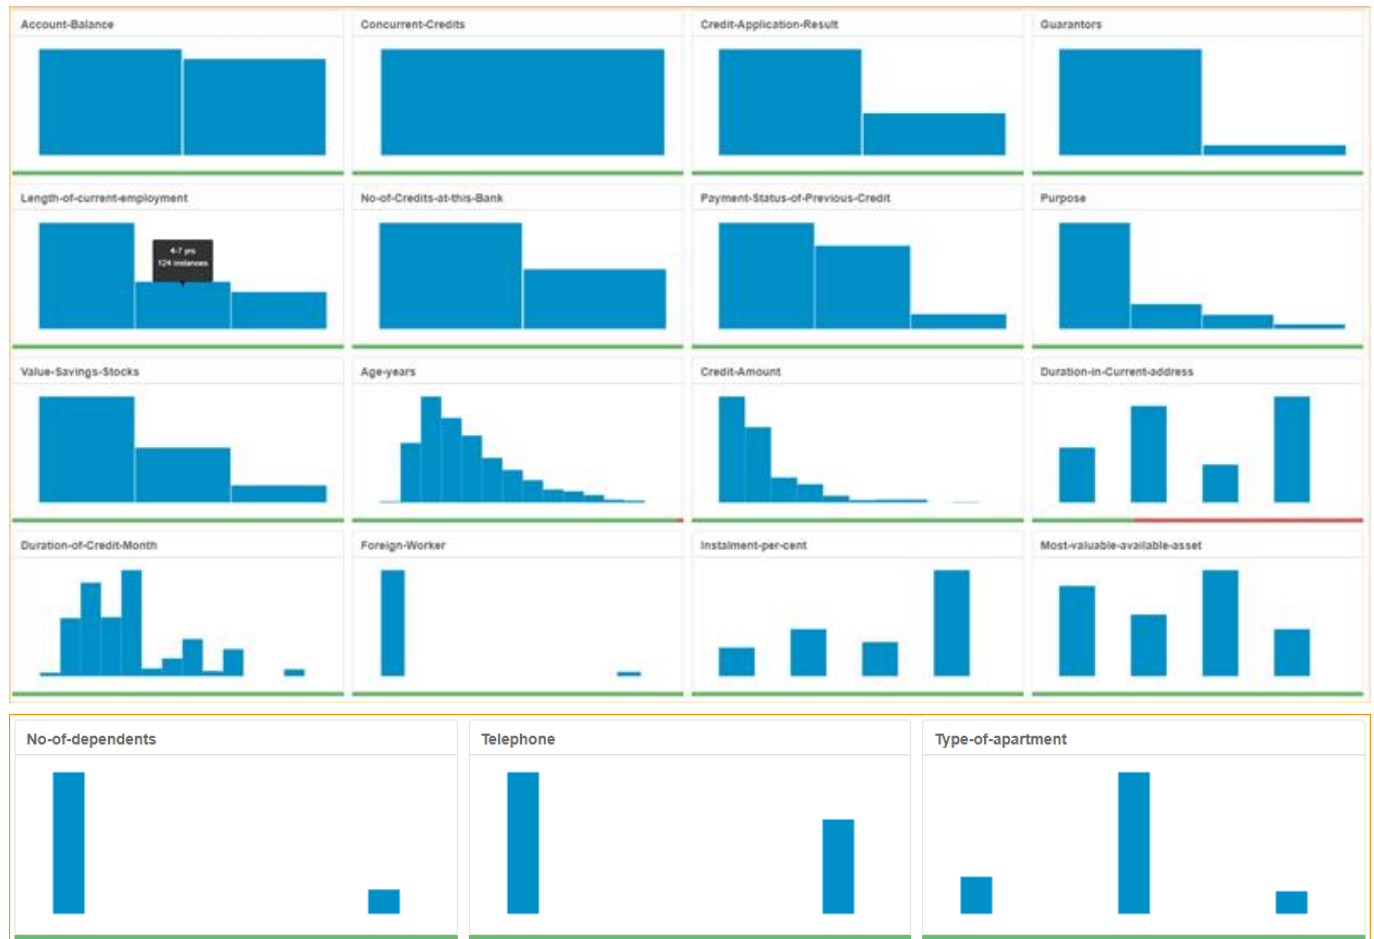 Account-Balance
Concurrent-Credits
Credit-Application-Result
Guarantors
Length-of-current-employment
No-of-Credits-at-this-Bank
Payment-Status-of-Previous-Credit
Purpose
4-7 yrs
124 instances
Value-Savings-Stocks
Age-years
Credit-Amount
Duration-in-Current-address
Duration-of-Credit-Month
Foreign-Worker
Instalment-per-cent
Most-valuable-available-asset
No-of-dependents
Telephone
Type-of-apartment